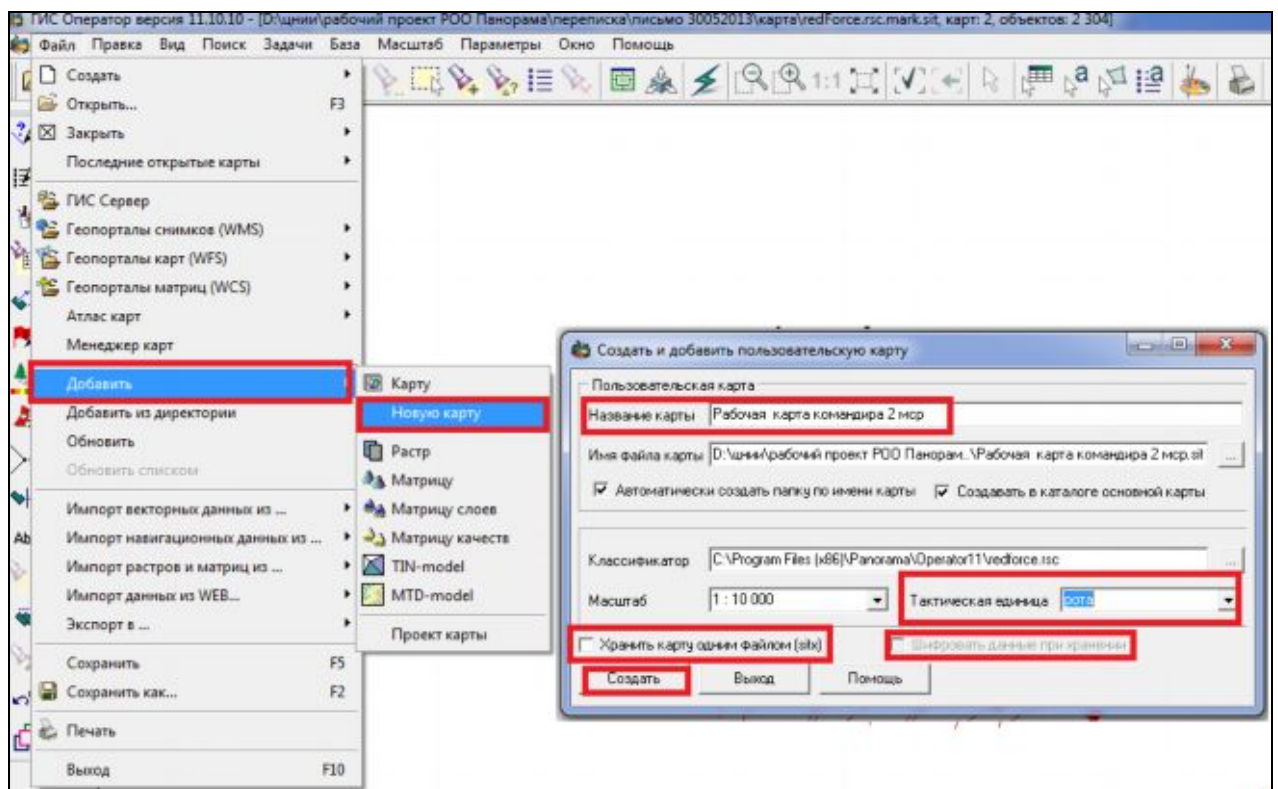 ГИС Оператор версия 11.10.10 - [D:\цнии\рабочий проект РОО Панорама\переписка\письмо 30052013\карта\redForce.rsc.mark.sit, карт: 2, объектов: 2 304]
Файл Правка Вид Поиск Задачи База Масштаб Параметры Окно Помощь
Создать
Открыть... F3
Закрыть
Последние открытые карты
ГИС Сервер
Геопорталы снимков (WMS)
Геопорталы карт (WFS)
Геопорталы матриц (WCS)
Атлас карт
Менеджер карт
Добавить
Добавить из директории
Обновить
Обновить списком
Импорт векторных данных из ...
Импорт навигационных данных из ...
Импорт растров и матриц из ...
Импорт данных из WEB...
Экспорт в ...
Сохранить F5
Сохранить как... F2
Печать
Выход F10
1:1
a
a
Ab
Карту
Новую карту
Растр
Матрицу
Матрицу слоев
Матрицу качеств
TIN-model
MTD-model
Проект карты
Создать и добавить пользовательскую карту
Пользовательская карта
Название карты Рабочая карта командира 2 мср
Имя файла карты D:\цнии\рабочий проект РОО Панорам..\Рабочая карта командира 2 мср.sit ...
Автоматически создать папку по имени карты Создавать в каталоге основной карты
Классификатор C:\Program Files (x86)\Panorama\Operator11\redforce.rsc ...
Масштаб 1 : 10 000 Тактическая единица рота
Хранить карту одним файлом (sitx) Шифровать данные при хранении
Создать Выход Помощь